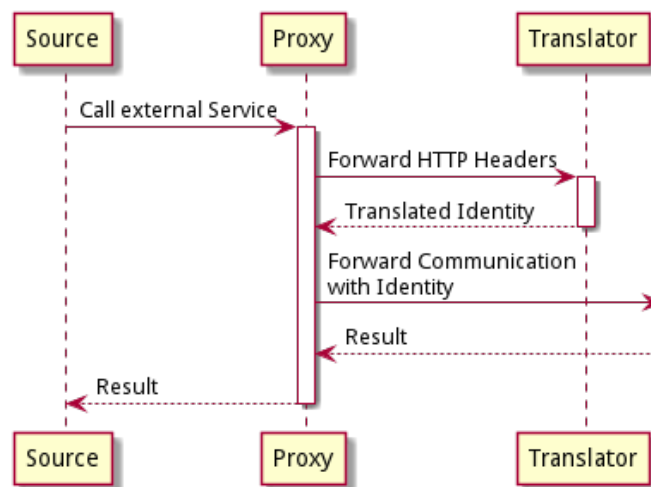 Source
Proxy
Translator
Call external Service
Forward HTTP Headers
Translated Identity
Forward Communication
with Identity
Result
Result
Source
Proxy
Translator